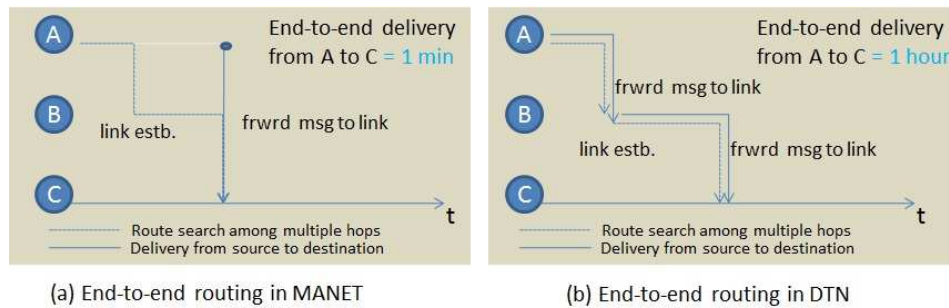 A
End-to-end delivery
from A to C = 1 min
B
link estb.
frwrd msg to link
C
t
Route search among multiple hops
Delivery from source to destination
(a) End-to-end routing in MANET
A
End-to-end delivery
from A to C = 1 hour
frwrd msg to link
B
link estb.
frwrd msg to link
C
t
Route search among multiple hops
Delivery from source to destination
(b) End-to-end routing in DTN